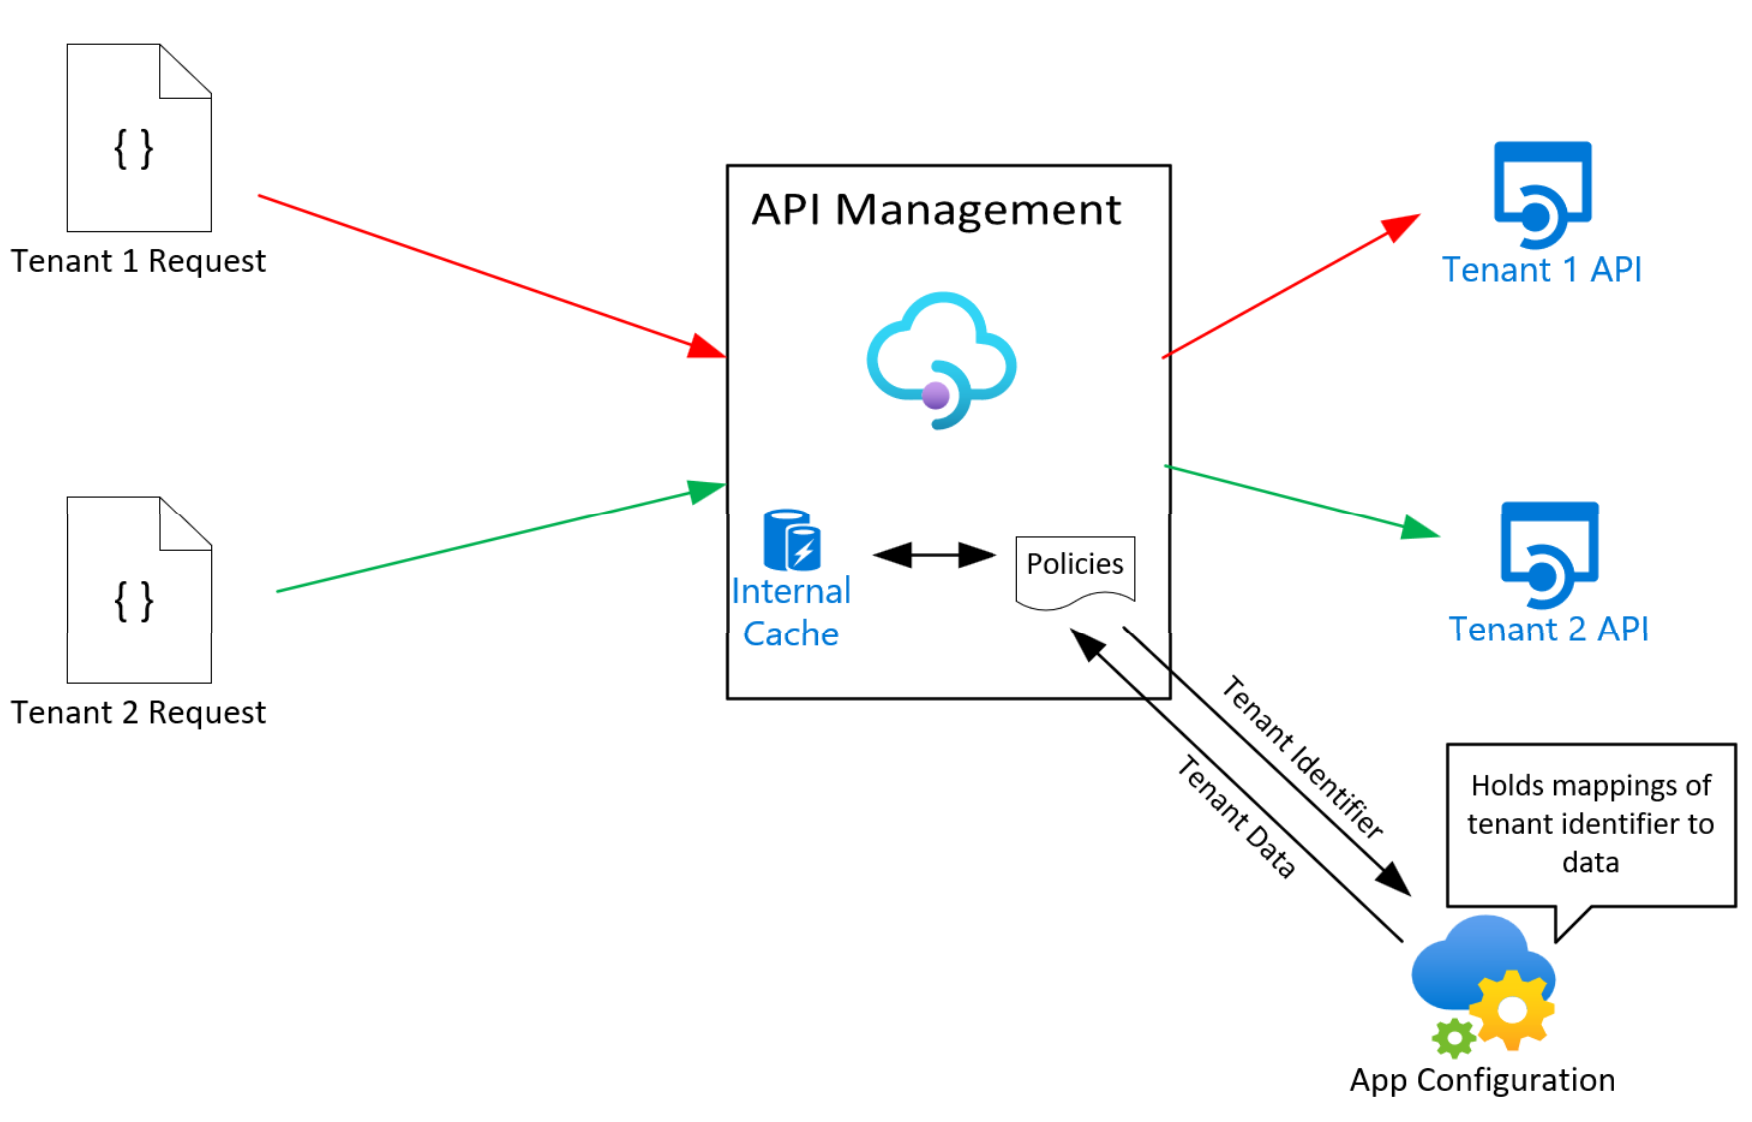 { }
Tenant 1 Request
API Management
Tenant 1 API
{ }
Tenant 2 Request
Internal
Cache
Policies
Tenant 2 API
Tenant Identifier
Tenant Data
Holds mappings of
tenant identifier to
data
App Configuration